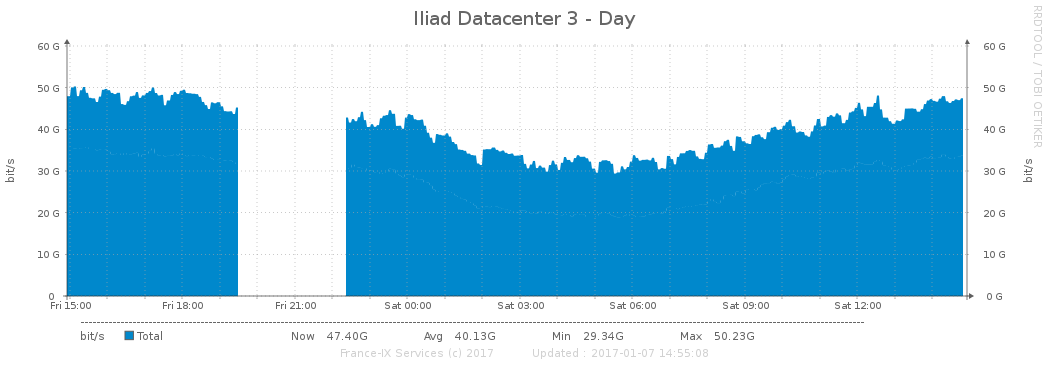 Iliad Datacenter 3 - Day
RRDTOOL / TOBI OETIKER
60 G 60 G
50 G 50 G
40 G 40 G
30 G 30 G
20 G 20 G
10 G 10 G
0 0 G
bit/s bit/s
Fri 15:00 Fri 18:00 Fri 21:00 Sat 00:00 Sat 03:00 Sat 06:00 Sat 09:00 Sat 12:00
bit/s Total Now 47.40G Avg 40.13G Min 29.34G Max 50.23G
France-IX Services (c) 2017 Updated : 2017-01-07 14:55:08